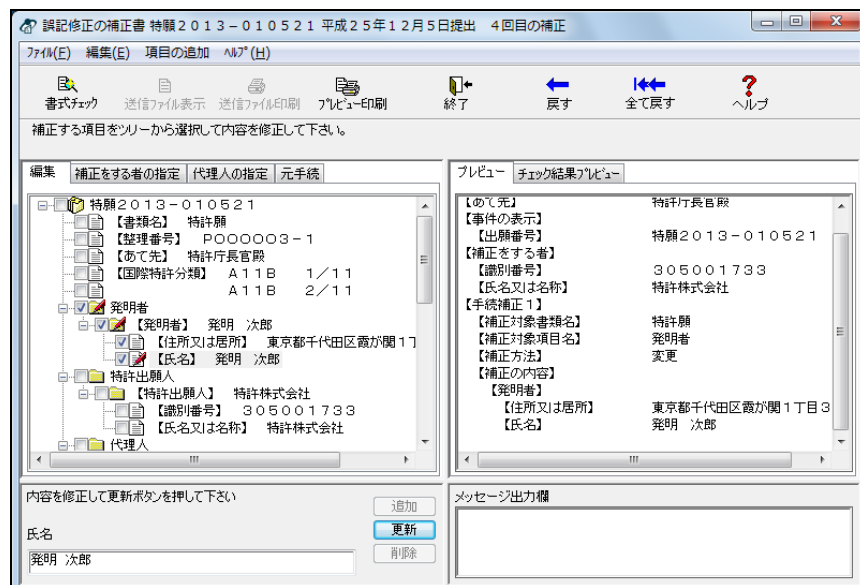 誤記修正の補正書 特願２０１３－０１０５２１ 平成２５年１２月５日提出 ４回目の補正
ﾌｧｲﾙ(F) 編集(E) 項目の追加 ﾍﾙﾌﾟ(H)
書式ﾁｪｯｸ 送信ﾌｧｲﾙ表示 送信ﾌｧｲﾙ印刷 ﾌﾟﾚﾋﾞｭｰ印刷 終了 戻す 全て戻す ヘルプ
補正する項目をツリーから選択して内容を修正して下さい。
編集 補正をする者の指定 代理人の指定 元手続
特願２０１３－０１０５２１
【書類名】 特許願
【整理番号】 Ｐ０００００３－１
【あて先】 特許庁長官殿
【国際特許分類】 Ａ１１Ｂ １／１１
Ａ１１Ｂ ２／１１
発明者
【発明者】 発明 次郎
【住所又は居所】 東京都千代田区霞が関１丁
【氏名】 発明 次郎
特許出願人
【特許出願人】 特許株式会社
【識別番号】 ３０５００１７３３
【氏名又は名称】 特許株式会社
代理人
プレビュー ﾁｪｯｸ結果ﾌﾟﾚﾋﾞｭｰ
【あて先】 特許庁長官殿
【事件の表示】
【出願番号】 特願２０１３－０１０５２１
【補正をする者】
【識別番号】 ３０５００１７３３
【氏名又は名称】 特許株式会社
【手続補正１】
【補正対象書類名】 特許願
【補正対象項目名】 発明者
【補正方法】 変更
【補正の内容】
【発明者】
【住所又は居所】 東京都千代田区霞が関１丁目３
【氏名】 発明 次郎
内容を修正して更新ボタンを押して下さい
追加
氏名
更新
発明 次郎
削除
メッセージ出力欄